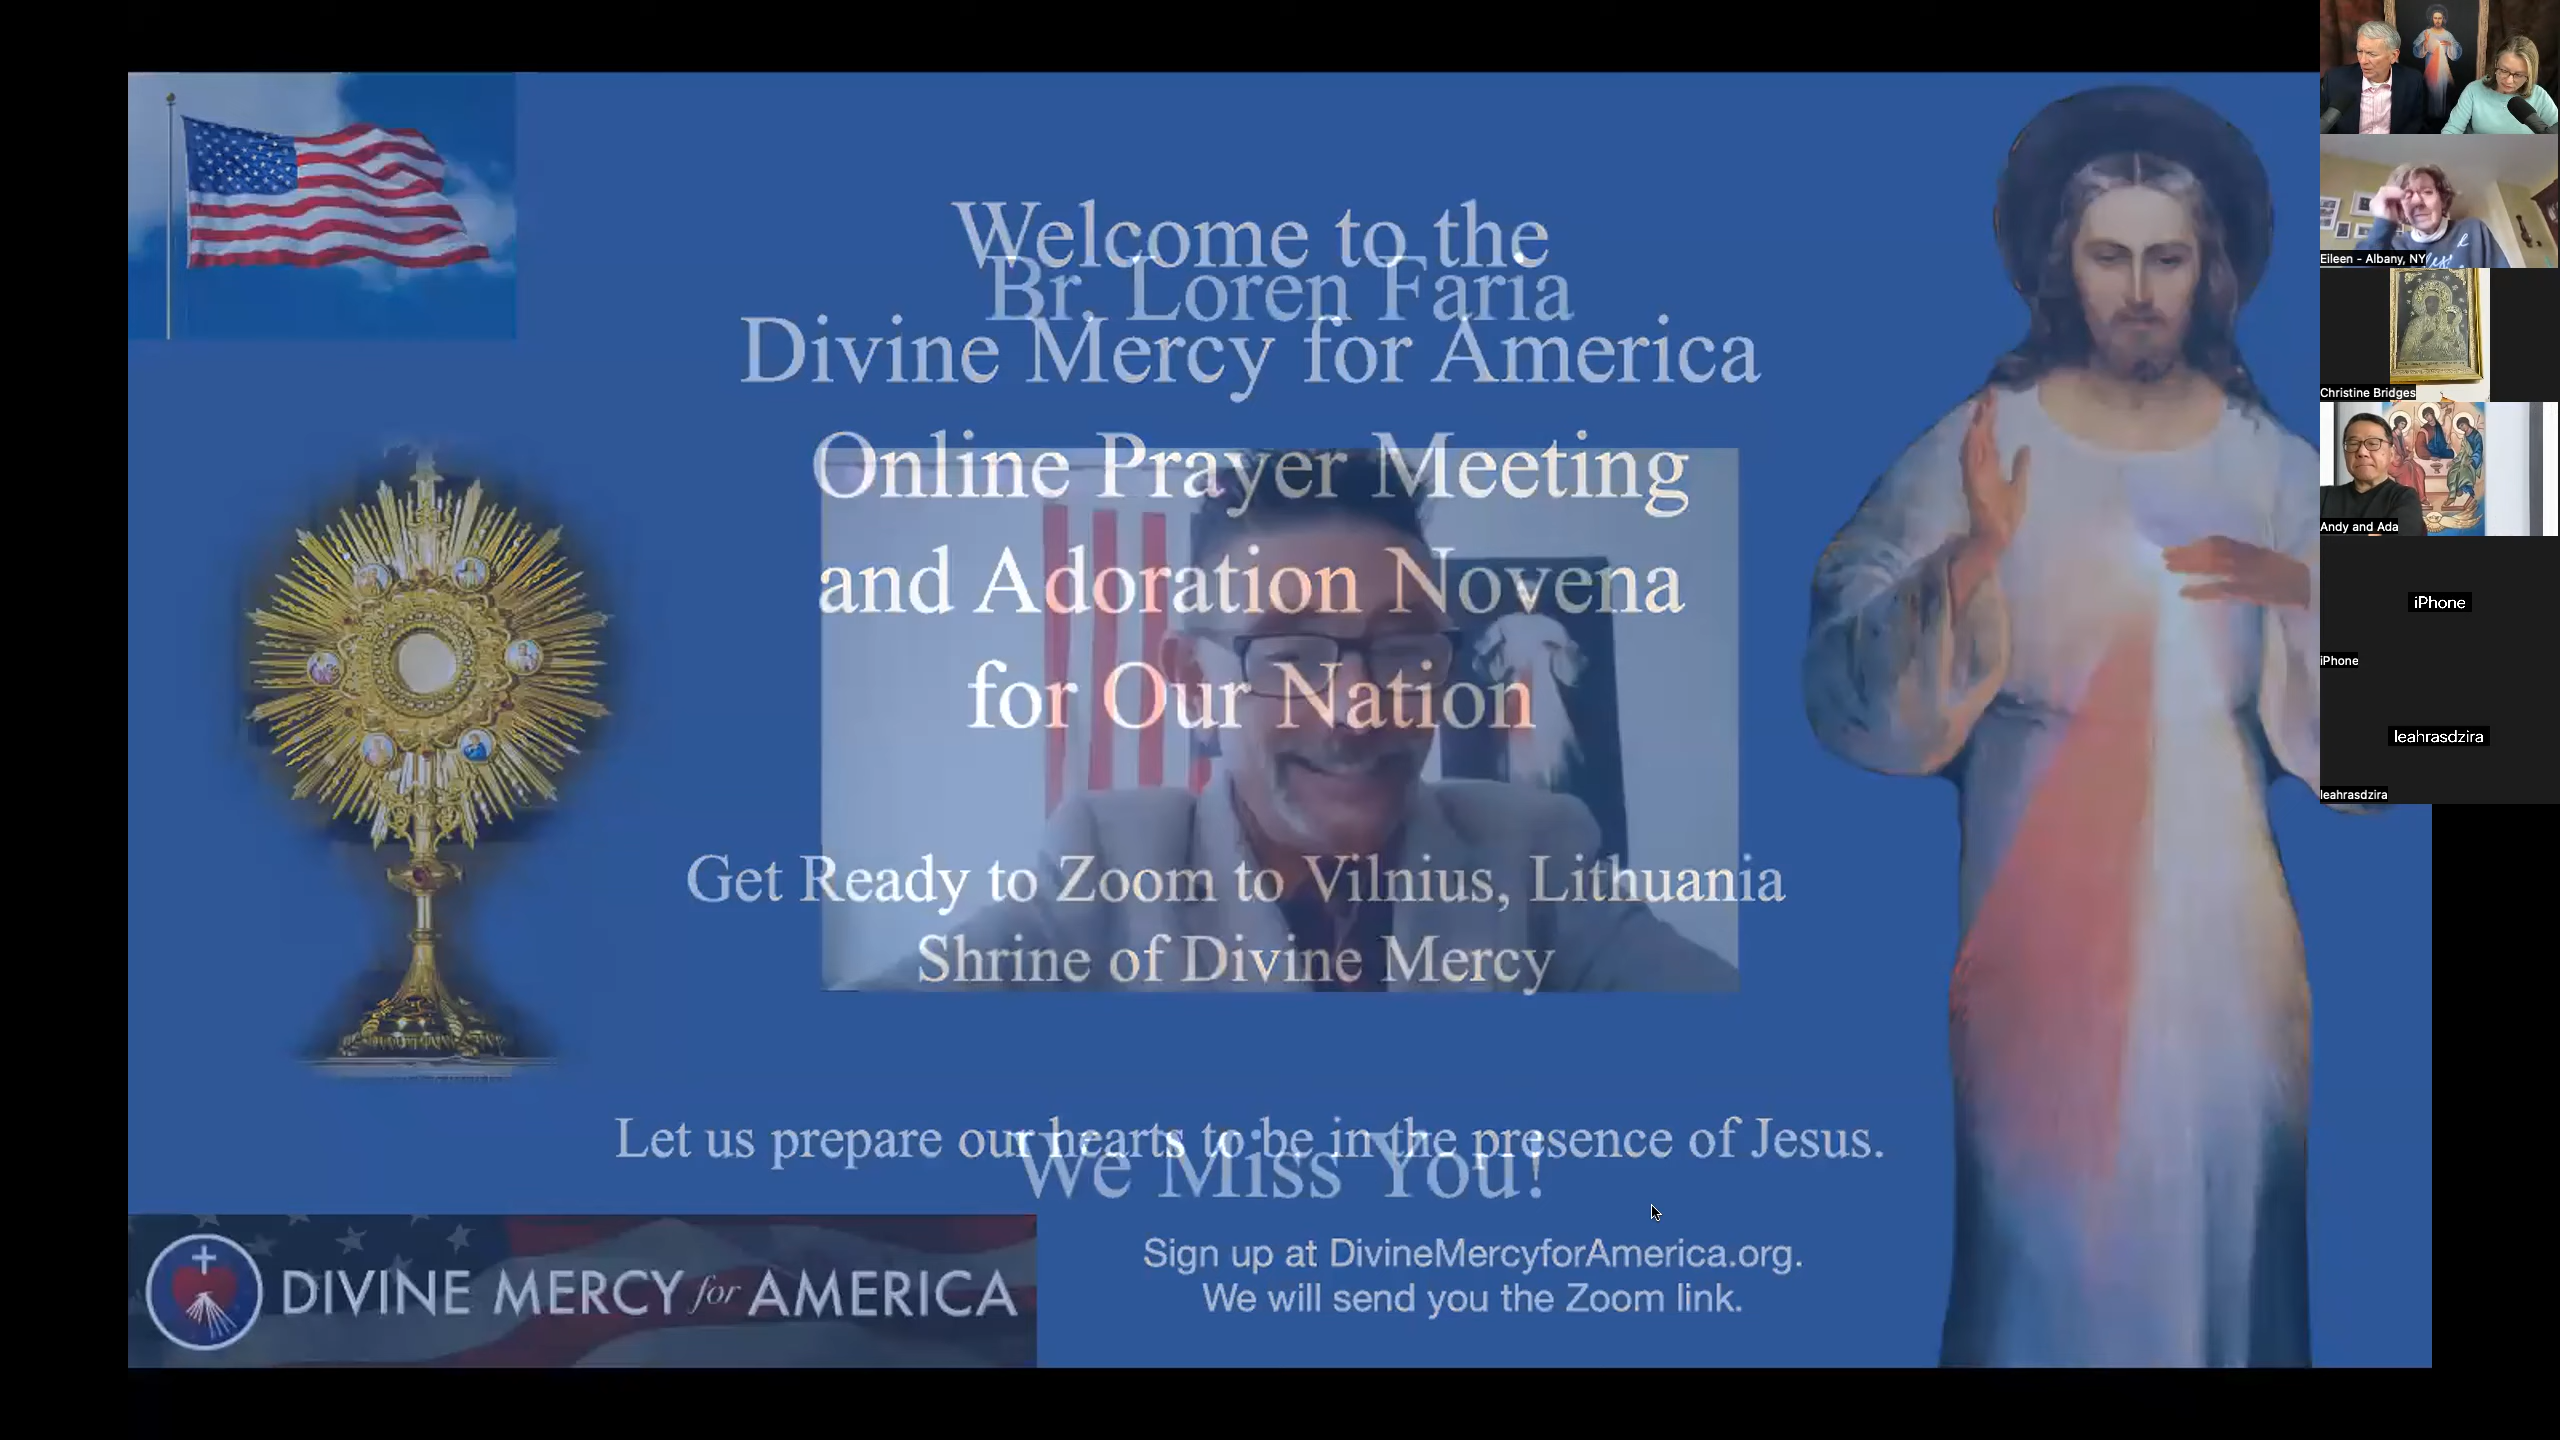 Welcome to the
Br. Loren Faria
Divine Mercy for America
Online Prayer Meeting
and Adoration Novena
for Our Nation
Get Ready to Zoom to Vilnius, Lithuania
Shrine of Divine Mercy
Let us prepare our hearts to be in the presence of Jesus.
We Miss You!
DIVINE MERCY for AMERICA
Sign up at DivineMercyforAmerica.org.
We will send you the Zoom link.
Eileen - Albany, NY
Christine Bridges
Andy and Ada
iPhone
iPhone
leahrasdzira
leahrasdzira